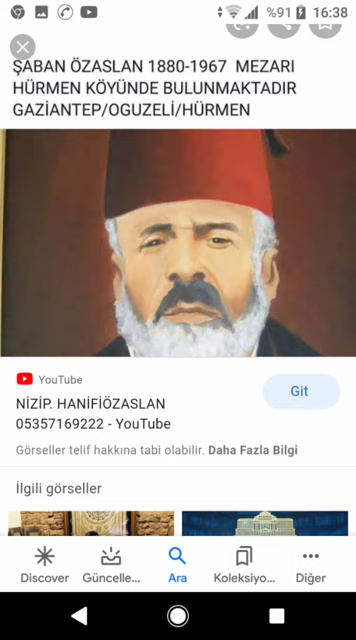 %91 16:38
ŞABAN ÖZASLAN 1880-1967 MEZARI
HÜRMEN KÖYÜNDE BULUNMAKTADIR
GAZİANTEP/OGUZELİ/HÜRMEN
YouTube
Git
NİZİP. HANİFİÖZASLAN
05357169222 - YouTube
Görseller telif hakkına tabi olabilir. Daha Fazla Bilgi
İlgili görseller
Discover Güncelle... Ara Koleksiyo... Diğer